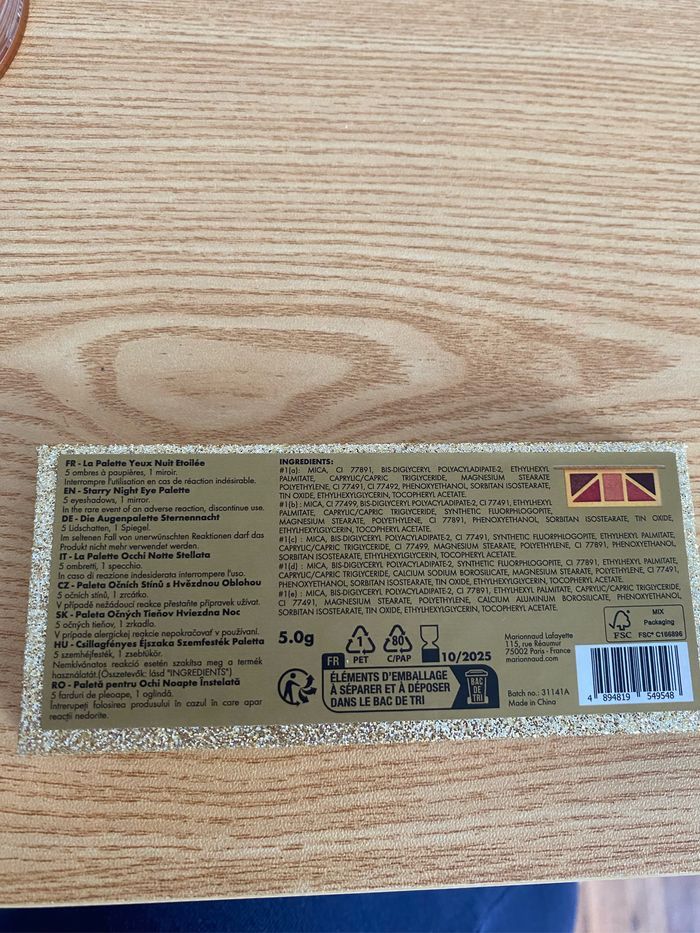 FR - La Palette Yeux Nuit Etoilée
5 ombres à paupières, 1 miroir.
Interrompre l'utilisation en cas de réaction indésirable.
EN - Starry Night Eye Palette
5 eyeshadows, 1 mirror.
In the rare event of an adverse reaction, discontinue use.
DE - Die Augenpalette Sternennacht
5 Lidschatten, 1 Spiegel.
Im seltenen Fall von unerwünschten Reaktionen darf das
Produkt nicht mehr verwendet werden.
IT - La Palette Occhi Notte Stellata
5 ombretti, 1 specchio.
In caso di reazione indesiderata interrompere l'uso.
CZ - Paleta Očních Stínů s Hvězdnou Oblohou
5 očních stínů, 1 zrcátko.
V případě nežádoucí reakce přestaňte přípravek užívat.
SK - Paleta Očných Tieňov Hviezdna Noc
5 očných tieňov, 1 zrkadlo.
V prípade alergickej reakcie nepokračovať v používaní.
HU - Csillagfényes Éjszaka Szemfesték Paletta
5 szemhéjfesték, 1 zsebtükör.
Nemkívánatos reakció esetén szakítsa meg a termék
használatát.(Összetevők: lásd "INGREDIENTS")
RO - Paletă pentru Ochi Noapte Înstelată
5 farduri de pleoape, 1 oglindă.
Întrerupeți folosirea produsului în cazul în care apar
reacții nedorite.
INGREDIENTS:
#1(a): MICA, CI 77891, BIS-DIGLYCERYL POLYACYLADIPATE-2, ETHYLHEXYL
PALMITATE, CAPRYLIC/CAPRIC TRIGLYCERIDE, MAGNESIUM STEARATE
POLYETHYLENE, CI 77491, CI 77492, PHENOXYETHANOL, SORBITAN ISOSTEARATE,
TIN OXIDE, ETHYLHEXYLGLYCERIN, TOCOPHERYL ACETATE.
#1(b) : MICA, CI 77499, BIS-DIGLYCERYL POLYACYLADIPATE-2, CI 77491, ETHYLHEXYL
PALMITATE, CAPRYLIC/CAPRIC TRIGLYCERIDE, SYNTHETIC FLUORPHLOGOPITE,
MAGNESIUM STEARATE, POLYETHYLENE, CI 77891, PHENOXYETHANOL, SORBITAN ISOSTEARATE, TIN OXIDE,
ETHYLHEXYLGLYCERIN, TOCOPHERYL ACETATE.
#1(c) : MICA, BIS-DIGLYCERYL POLYACYLADIPATE-2, CI 77491, SYNTHETIC FLUORPHLOGOPITE, ETHYLHEXYL PALMITATE,
CAPRYLIC/CAPRIC TRIGLYCERIDE, CI 77499, MAGNESIUM STEARATE, POLYETHYLENE, CI 77891, PHENOXYETHANOL,
SORBITAN ISOSTEARATE, TIN OXIDE, ETHYLHEXYLGLYCERIN, TOCOPHERYL ACETATE.
#1(d) : MICA, BIS-DIGLYCERYL POLYACYLADIPATE-2, SYNTHETIC FLUORPHLOGOPITE, CI 77891, ETHYLHEXYL PALMITATE,
CAPRYLIC/CAPRIC TRIGLYCERIDE, CALCIUM SODIUM BOROSILICATE, MAGNESIUM STEARATE, POLYETHYLENE, CI 77491,
PHENOXYETHANOL, SORBITAN ISOSTEARATE, TIN OXIDE, ETHYLHEXYLGLYCERIN, TOCOPHERYL ACETATE.
#1(e) : MICA, BIS-DIGLYCERYL POLYACYLADIPATE-2, ETHYLHEXYL PALMITATE, CAPRYLIC/CAPRIC TRIGLYCERIDE,
CI 77491, MAGNESIUM STEARATE, POLYETHYLENE, CALCIUM ALUMINUM BOROSILICATE, PHENOXYETHANOL,
SORBITAN ISOSTEARATE, TIN OXIDE, ETHYLHEXYLGLYCERIN, TOCOPHERYL ACETATE.
5.0g
1
PET
80
C/PAP
10/2025
FR
ÉLÉMENTS D'EMBALLAGE
À SÉPARER ET À DÉPOSER
DANS LE BAC DE TRI
BAC
DE
TRI
Marionnaud Lafayette
115, rue Réaumur
75002 Paris - France
marionnaud.com
Batch no.: 31141A
Made in China
FSC
MIX
Packaging
FSC® C166896
4 894819 549548